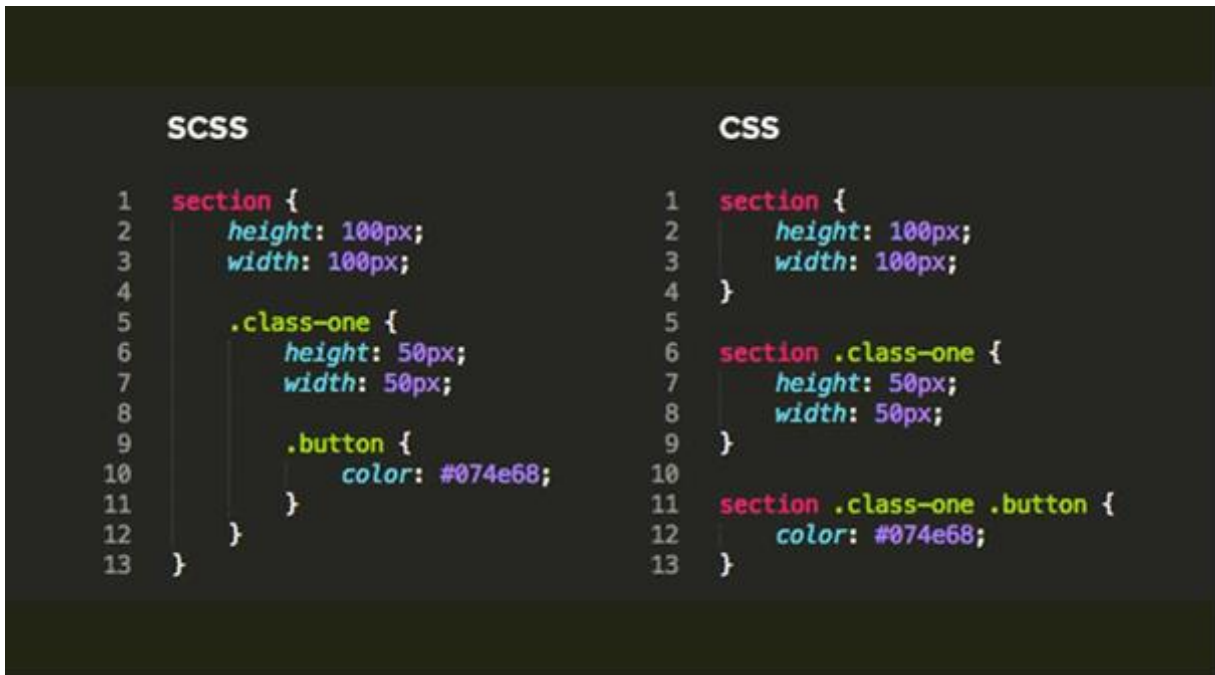 SCSS
1 section {
2 height: 100px;
3 width: 100px;
4
5 .class-one {
6 height: 50px;
7 width: 50px;
8
9 .button {
10 color: #074e68;
11 }
12 }
13 }
CSS
1 section {
2 height: 100px;
3 width: 100px;
4 }
5
6 section .class-one {
7 height: 50px;
8 width: 50px;
9 }
10
11 section .class-one .button {
12 color: #074e68;
13 }